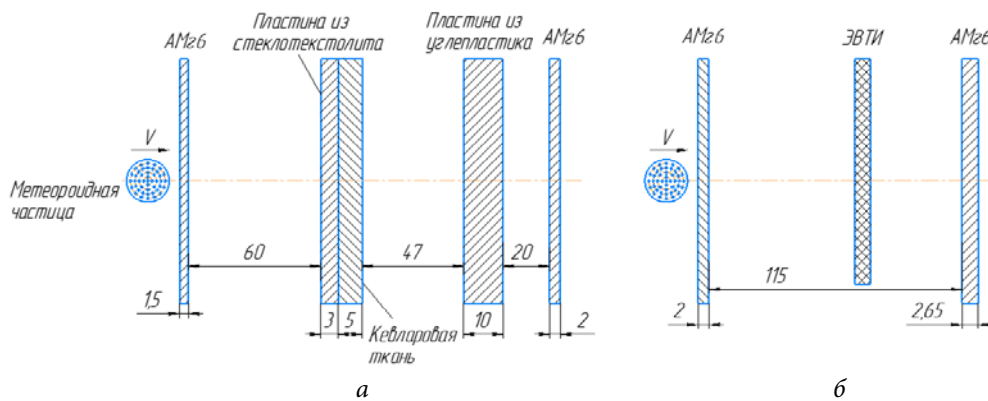 Пластина из
стеклотекстолита
Пластина из
углепластика
АМг6
АМг6
АМг6
ЭВТИ
АМг6
V
V
Метеороидная
частица
60
47
20
115
1,5
3
5
10
2
2
2,65
Кевларовая
ткань
а
б